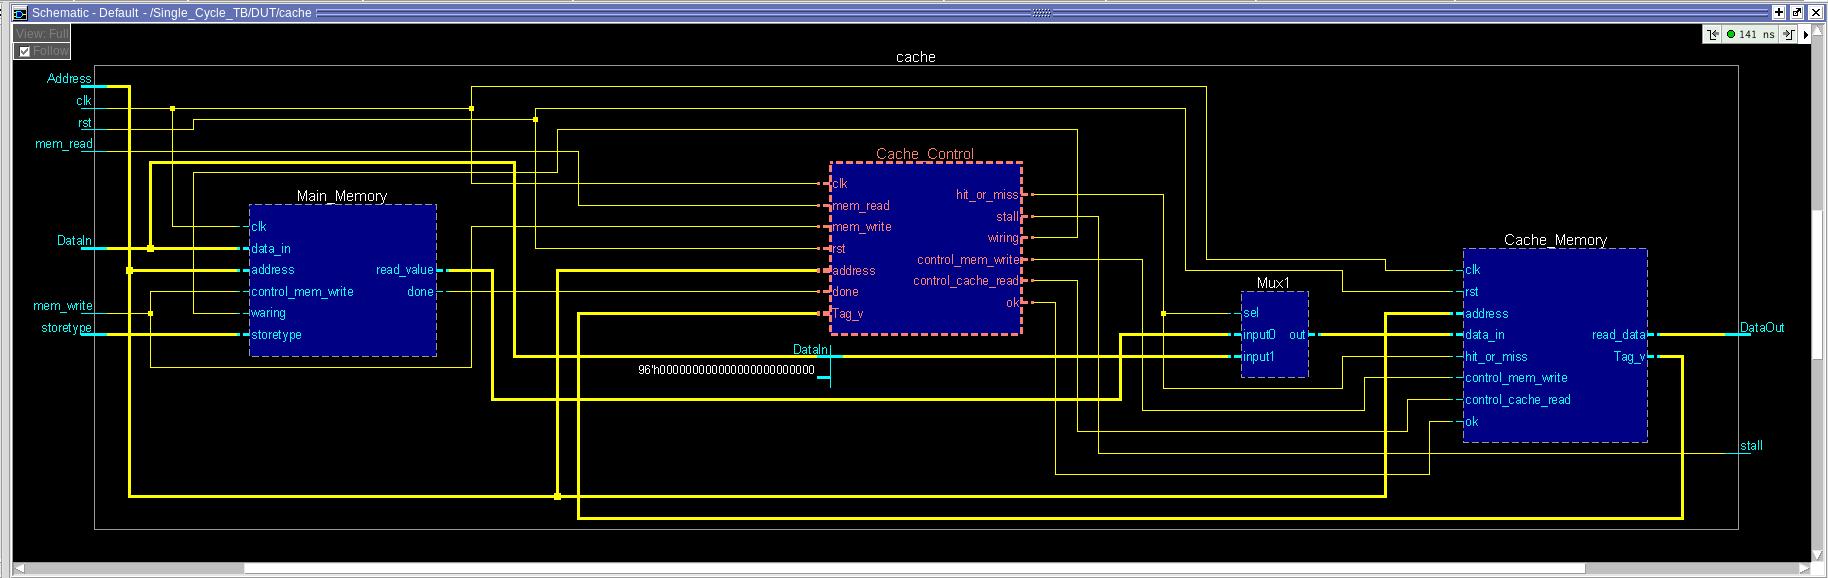 Schematic - Default - /Single_Cycle_TB/DUT/cache
View: Full
Follow
141 ns
cache
Address
clk
rst
mem_read
DataIn
mem_write
storetype
Main_Memory
clk
data_in
address
control_mem_write
waring
storetype
read_value
done
Cache_Control
clk
mem_read
mem_write
rst
address
done
Tag_v
hit_or_miss
stall
wiring
control_mem_write
control_cache_read
ok
DataIn
96'h000000000000000000000000
Mux1
sel
input0
input1
out
Cache_Memory
clk
rst
address
data_in
hit_or_miss
control_mem_write
control_cache_read
ok
read_data
Tag_v
DataOut
stall